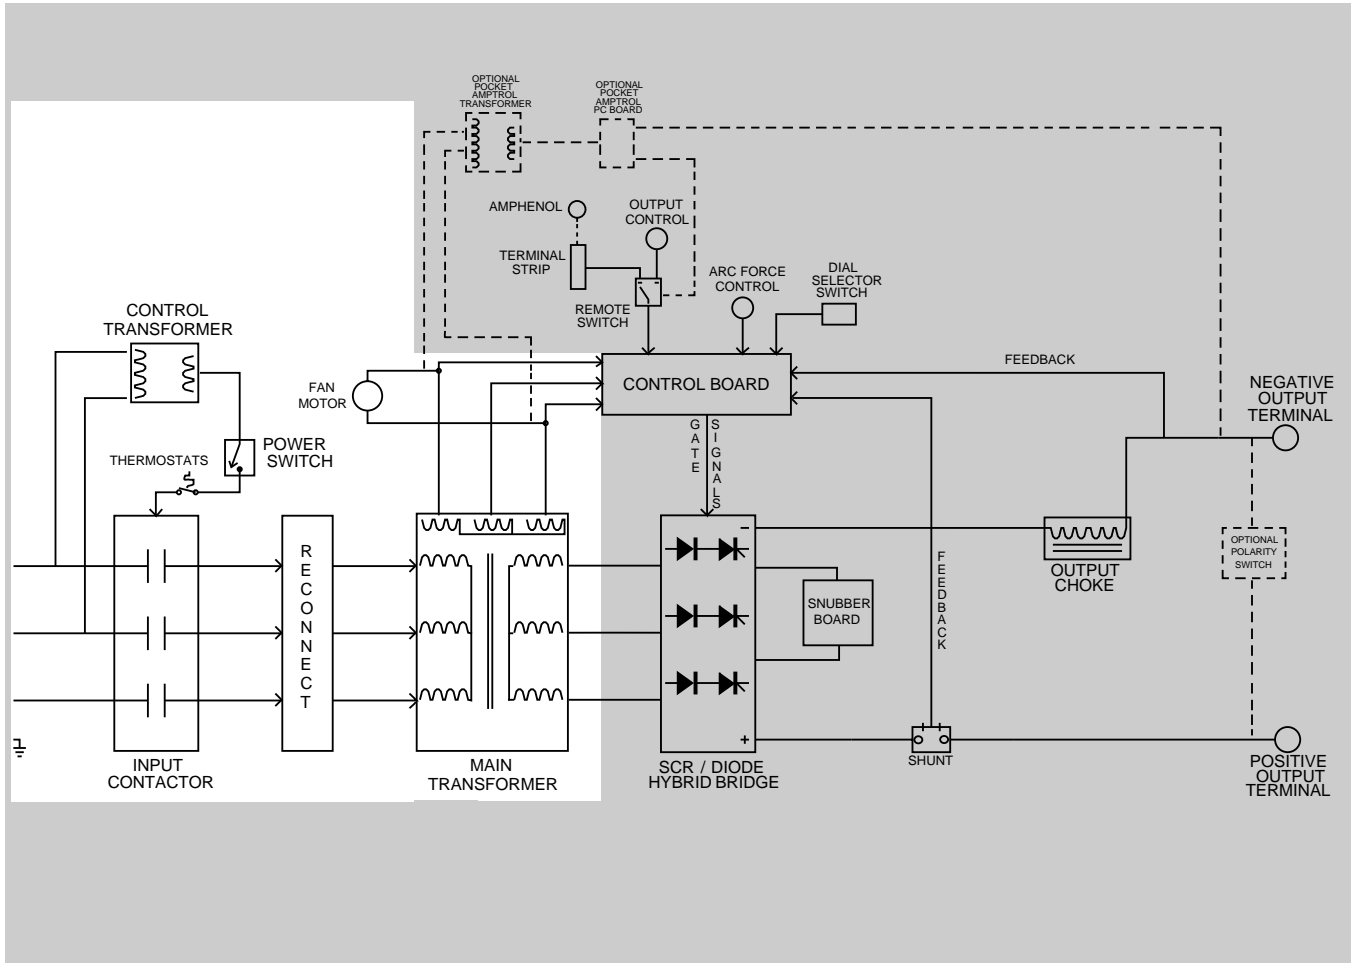 OPTIONAL
POCKET
AMPTROL
TRANSFORMER
OPTIONAL
POCKET
AMPTROL
PC BOARD
AMPHENOL
OUTPUT
CONTROL
TERMINAL
STRIP
REMOTE
SWITCH
ARC FORCE
CONTROL
DIAL
SELECTOR
SWITCH
CONTROL
TRANSFORMER
FAN
MOTOR
CONTROL BOARD
FEEDBACK
NEGATIVE
OUTPUT
TERMINAL
POWER
SWITCH
THERMOSTATS
GATE
SIGNALS
RECONNECT
FEEDBACK
OPTIONAL
POLARITY
SWITCH
OUTPUT
CHOKE
SNUBBER
BOARD
−
+
INPUT
CONTACTOR
MAIN
TRANSFORMER
SCR / DIODE
HYBRID BRIDGE
SHUNT
POSITIVE
OUTPUT
TERMINAL